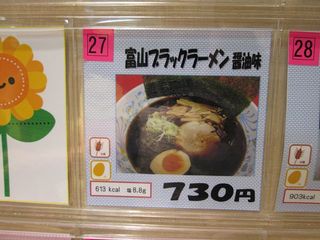 27
富山ブラックラーメン 醤油味
613 kcal 塩 8.8g
730円
28
903kcal